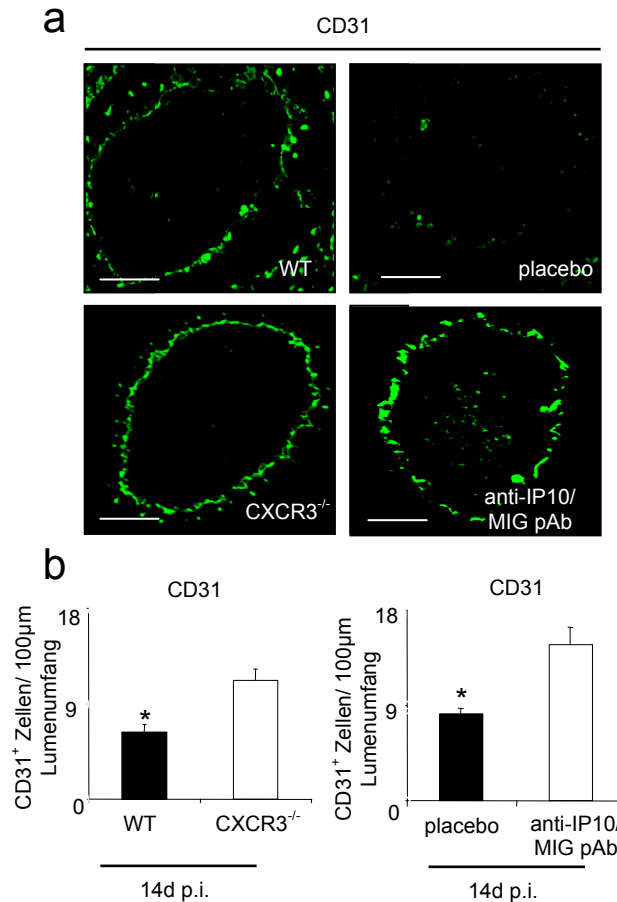 a
CD31
WT
placebo
CXCR3-/-
anti-IP10/
MIG pAb
b
CD31
CD31+ Zellen/ 100µm
Lumenumfang
18
9
0
*
WT
CXCR3-/-
14d p.i.
CD31
CD31+ Zellen/ 100µm
Lumenumfang
18
9
0
*
placebo
anti-IP10/
MIG pAb
14d p.i.